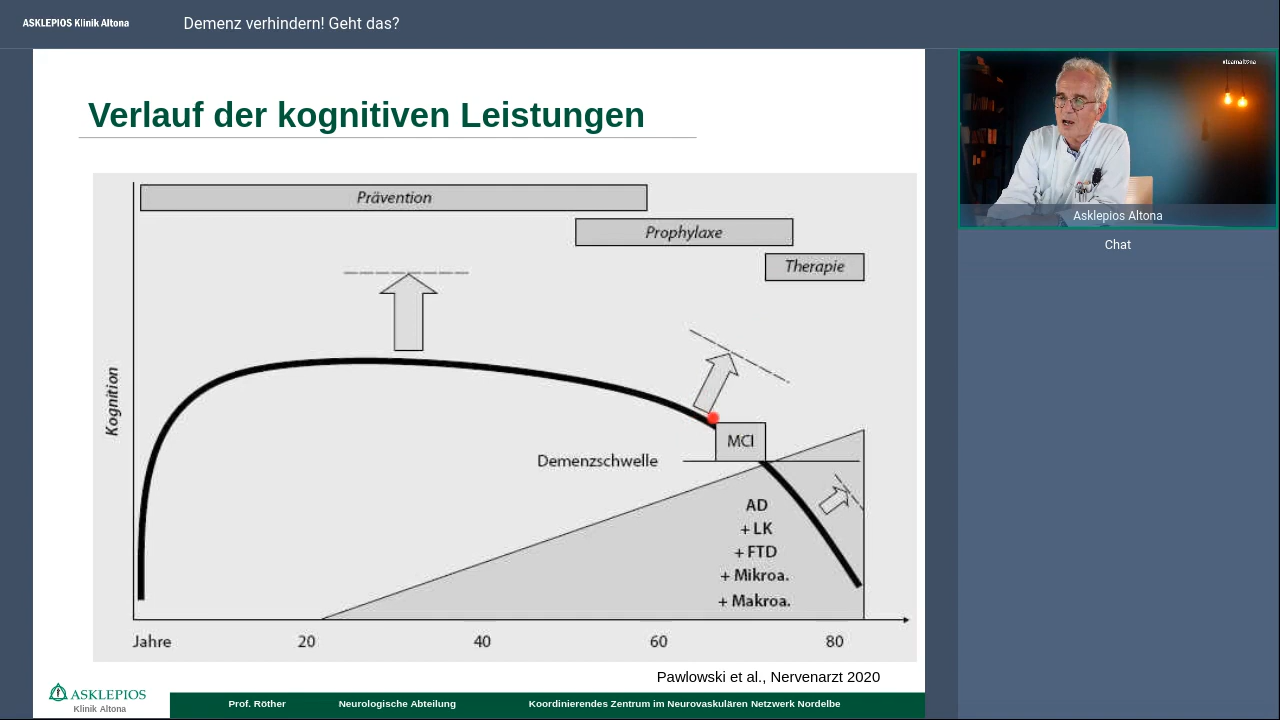 ASKLEPIOS Klinik Altona
Demenz verhindern! Geht das?
Verlauf der kognitiven Leistungen
Prävention
Prophylaxe
Therapie
Kognition
MCI
Demenzschwelle
AD
+ LK
+ FTD
+ Mikroa.
+ Makroa.
Jahre 20 40 60 80
Pawlowski et al., Nervenarzt 2020
ASKLEPIOS
Klinik Altona
Prof. Röther Neurologische Abteilung Koordinierendes Zentrum im Neurovaskulären Netzwerk Nordelbe
#teamaltona
Asklepios Altona
Chat